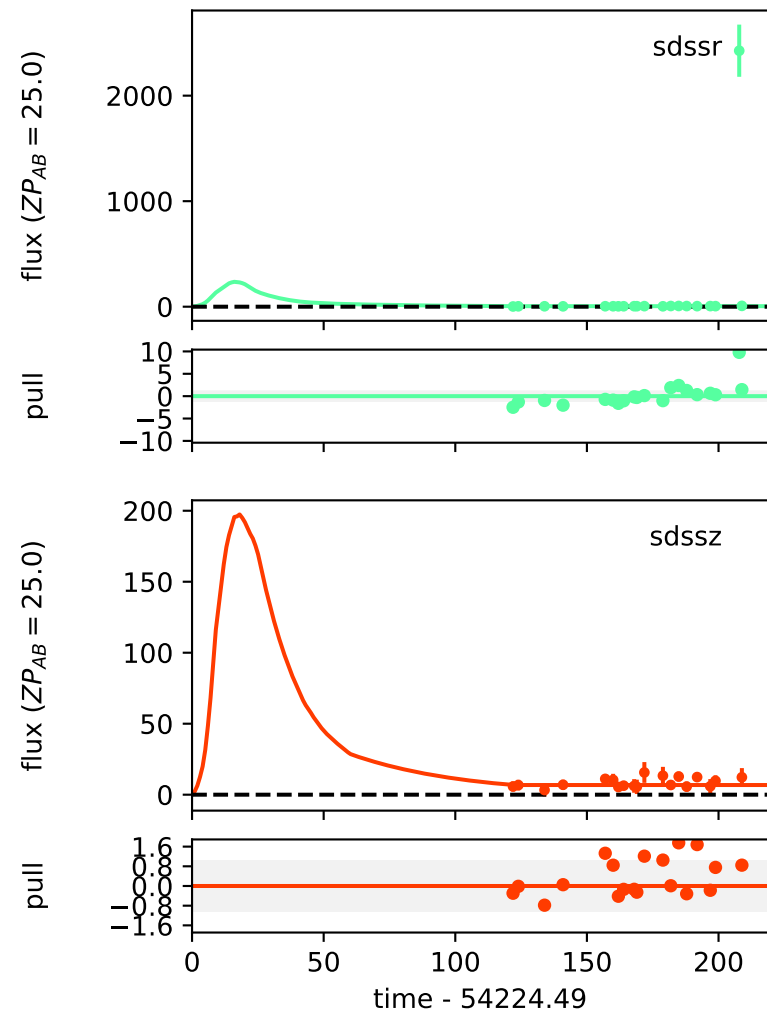 sdssr
flux (ZP_AB = 25.0)
2000
1000
0
pull
10
5
0
−5
−10
sdssz
flux (ZP_AB = 25.0)
200
150
100
50
0
pull
1.6
0.8
0.0
−0.8
−1.6
0 50 100 150 200
time - 54224.49